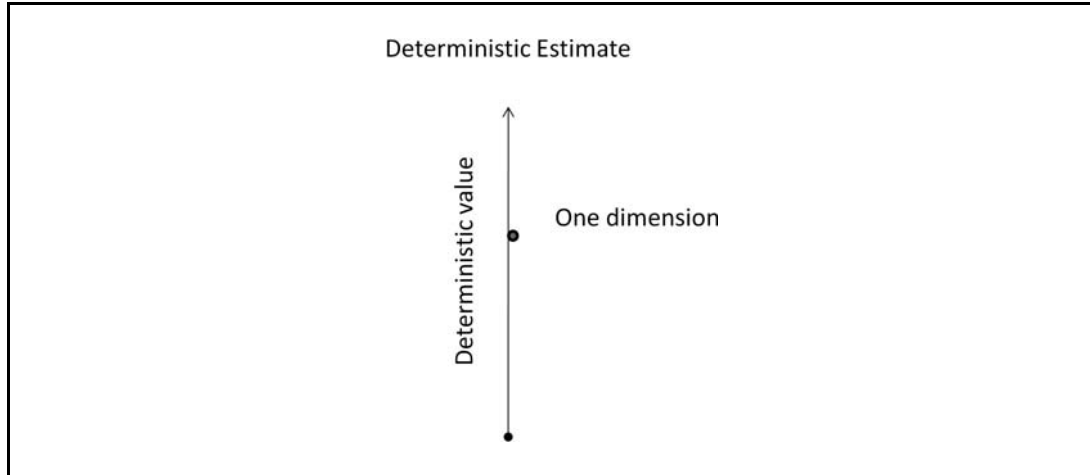 Deterministic Estimate
Deterministic value
One dimension